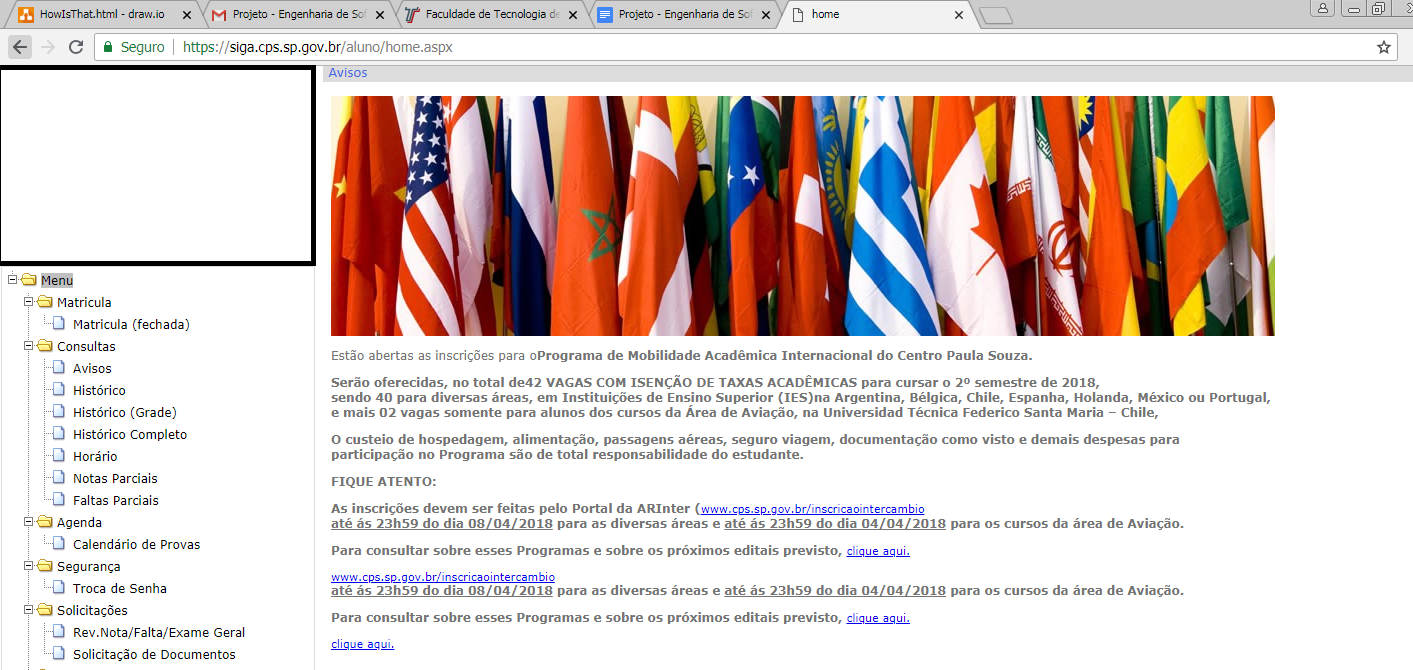 HowIsThat.html - draw.io
Projeto - Engenharia de Sof
Faculdade de Tecnologia de
Projeto - Engenharia de Sof
home
Seguro
https://siga.cps.sp.gov.br/aluno/home.aspx
Menu
Matricula
Matricula (fechada)
Consultas
Avisos
Histórico
Histórico (Grade)
Histórico Completo
Horário
Notas Parciais
Faltas Parciais
Agenda
Calendário de Provas
Segurança
Troca de Senha
Solicitações
Rev.Nota/Falta/Exame Geral
Solicitação de Documentos
Avisos
Estão abertas as inscrições para oPrograma de Mobilidade Acadêmica Internacional do Centro Paula Souza.
Serão oferecidas, no total de42 VAGAS COM ISENÇÃO DE TAXAS ACADÊMICAS para cursar o 2º semestre de 2018,
sendo 40 para diversas áreas, em Instituições de Ensino Superior (IES)na Argentina, Bélgica, Chile, Espanha, Holanda, México ou Portugal,
e mais 02 vagas somente para alunos dos cursos da Área de Aviação, na Universidad Técnica Federico Santa Maria – Chile,
O custeio de hospedagem, alimentação, passagens aéreas, seguro viagem, documentação como visto e demais despesas para
participação no Programa são de total responsabilidade do estudante.
FIQUE ATENTO:
As inscrições devem ser feitas pelo Portal da ARInter (www.cps.sp.gov.br/inscricaointercambio
até ás 23h59 do dia 08/04/2018 para as diversas áreas e até ás 23h59 do dia 04/04/2018 para os cursos da área de Aviação.
Para consultar sobre esses Programas e sobre os próximos editais previsto, clique aqui.
www.cps.sp.gov.br/inscricaointercambio
até ás 23h59 do dia 08/04/2018 para as diversas áreas e até ás 23h59 do dia 04/04/2018 para os cursos da área de Aviação.
Para consultar sobre esses Programas e sobre os próximos editais previsto, clique aqui.
clique aqui.